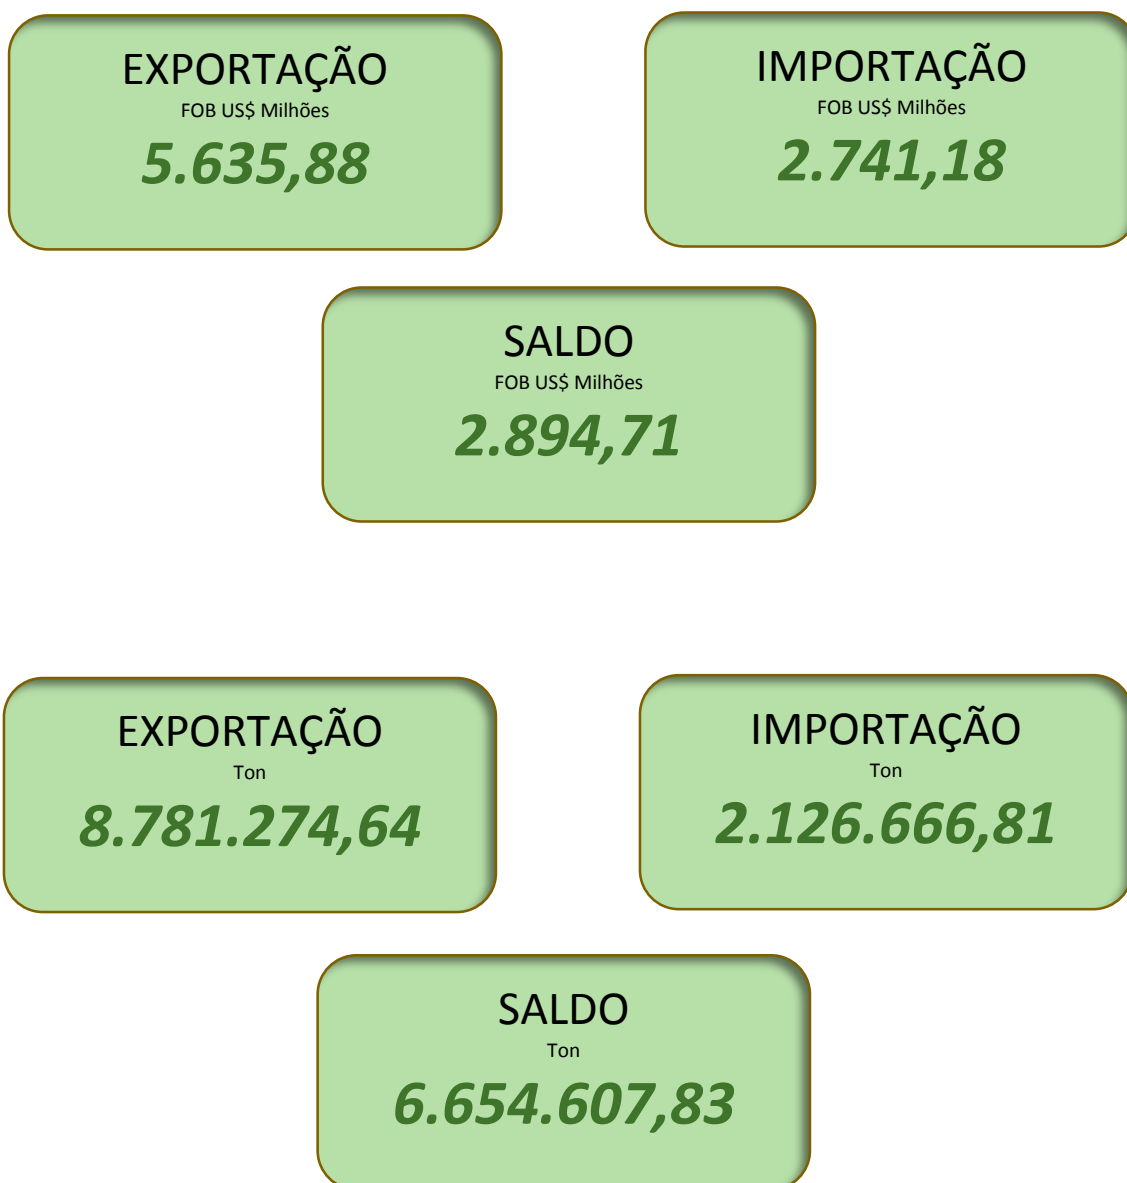 EXPORTAÇÃO
FOB US$ Milhões
5.635,88
IMPORTAÇÃO
FOB US$ Milhões
2.741,18
SALDO
FOB US$ Milhões
2.894,71
EXPORTAÇÃO
Ton
8.781.274,64
IMPORTAÇÃO
Ton
2.126.666,81
SALDO
Ton
6.654.607,83